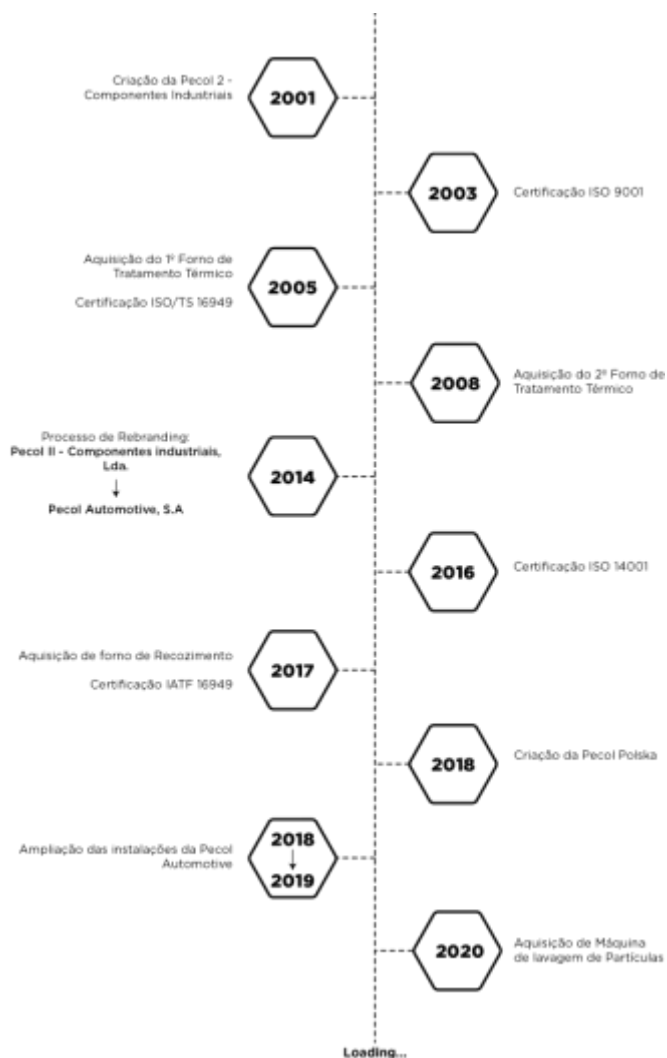 Criação da Pecol 2 -
Componentes Industriais
2001
2003
Certificação ISO 9001
Aquisição do 1º Forno de
Tratamento Térmico
Certificação ISO/TS 16949
2005
2008
Aquisição do 2º Forno de
Tratamento Térmico
Processo de Rebranding:
Pecol II - Componentes industriais,
Lda.
Pecol Automotive, S.A
2014
2016
Certificação ISO 14001
Aquisição de forno de Recozimento
Certificação IATF 16949
2017
2018
Criação da Pecol Polska
Ampliação das instalações da Pecol
Automotive
2018
2019
2020
Aquisição de Máquina
de lavagem de Partículas
Loading...